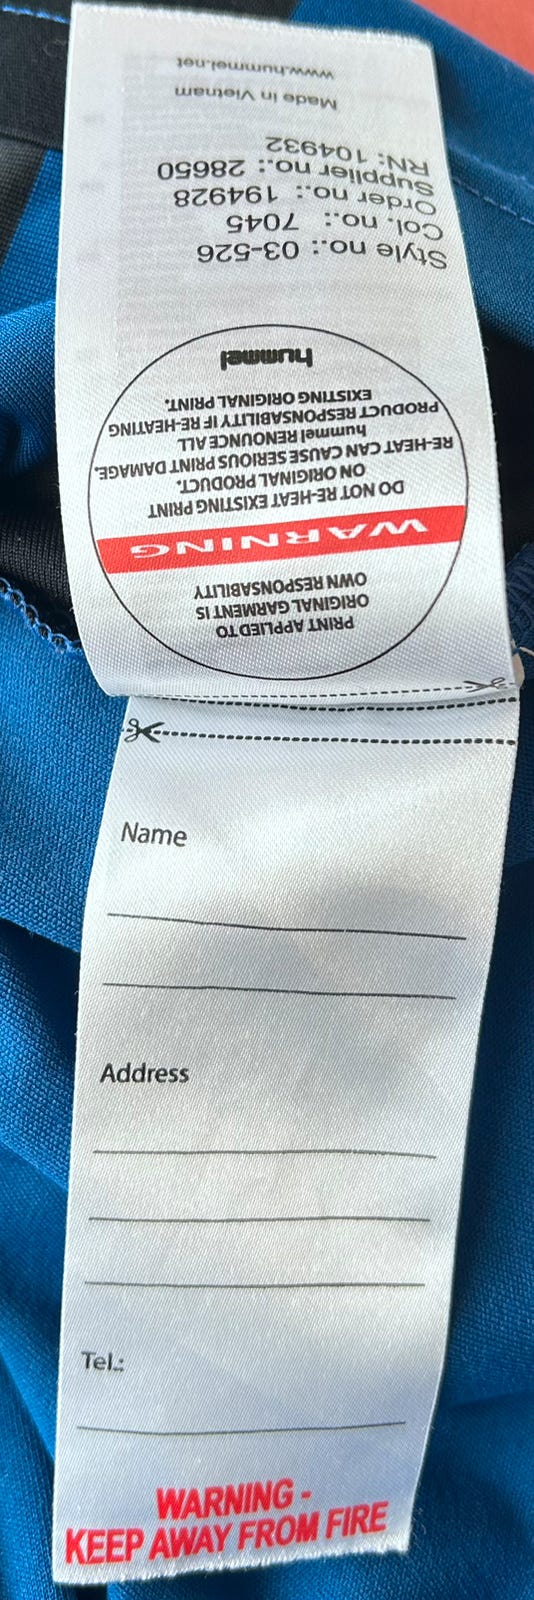 PRINT APPLIED TO
ORIGINAL GARMENT IS
OWN RESPONSABILITY
WARNING
DO NOT RE-HEAT EXISTING PRINT
ON ORIGINAL PRODUCT.
RE-HEAT CAN CAUSE SERIOUS PRINT DAMAGE.
hummel RENOUNCE ALL
PRODUCT RESPONSABILITY IF RE-HEATING
EXISTING ORIGINAL PRINT.
hummel
Style no.: 03-526
Col. no.: 7045
Order no.: 194928
Supplier no.: 28650
RN: 104932
Made in Vietnam
www.hummel.net
Name
Address
Tel.:
WARNING -
KEEP AWAY FROM FIRE